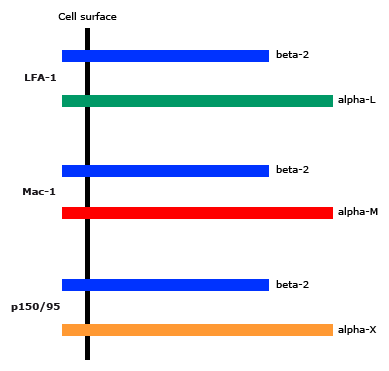 Cell surface
beta-2
LFA-1
alpha-L
beta-2
Mac-1
alpha-M
beta-2
p150/95
alpha-X